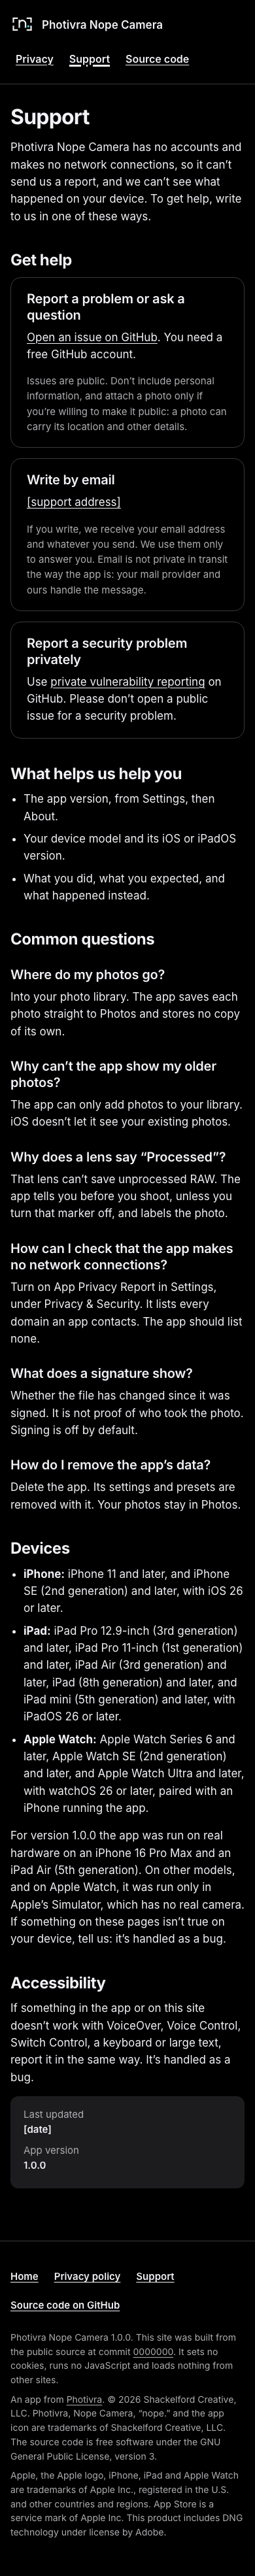 Photivra Nope Camera
Privacy Support Source code
Support
Photivra Nope Camera has no accounts and
makes no network connections, so it can’t
send us a report, and we can’t see what
happened on your device. To get help, write
to us in one of these ways.
Get help
Report a problem or ask a
question
Open an issue on GitHub. You need a
free GitHub account.
Issues are public. Don’t include personal
information, and attach a photo only if
you’re willing to make it public: a photo can
carry its location and other details.
Write by email
[support address]
If you write, we receive your email address
and whatever you send. We use them only
to answer you. Email is not private in transit
the way the app is: your mail provider and
ours handle the message.
Report a security problem
privately
Use private vulnerability reporting on
GitHub. Please don’t open a public
issue for a security problem.
What helps us help you
• The app version, from Settings, then
About.
• Your device model and its iOS or iPadOS
version.
• What you did, what you expected, and
what happened instead.
Common questions
Where do my photos go?
Into your photo library. The app saves each
photo straight to Photos and stores no copy
of its own.
Why can’t the app show my older
photos?
The app can only add photos to your library.
iOS doesn’t let it see your existing photos.
Why does a lens say “Processed”?
That lens can’t save unprocessed RAW. The
app tells you before you shoot, unless you
turn that marker off, and labels the photo.
How can I check that the app makes
no network connections?
Turn on App Privacy Report in Settings,
under Privacy & Security. It lists every
domain an app contacts. The app should list
none.
What does a signature show?
Whether the file has changed since it was
signed. It is not proof of who took the photo.
Signing is off by default.
How do I remove the app’s data?
Delete the app. Its settings and presets are
removed with it. Your photos stay in Photos.
Devices
• iPhone: iPhone 11 and later, and iPhone
SE (2nd generation) and later, with iOS 26
or later.
• iPad: iPad Pro 12.9-inch (3rd generation)
and later, iPad Pro 11-inch (1st generation)
and later, iPad Air (3rd generation) and
later, iPad (8th generation) and later, and
iPad mini (5th generation) and later, with
iPadOS 26 or later.
• Apple Watch: Apple Watch Series 6 and
later, Apple Watch SE (2nd generation)
and later, and Apple Watch Ultra and later,
with watchOS 26 or later, paired with an
iPhone running the app.
For version 1.0.0 the app was run on real
hardware on an iPhone 16 Pro Max and an
iPad Air (5th generation). On other models,
and on Apple Watch, it was run only in
Apple’s Simulator, which has no real camera.
If something on these pages isn’t true on
your device, tell us: it’s handled as a bug.
Accessibility
If something in the app or on this site
doesn’t work with VoiceOver, Voice Control,
Switch Control, a keyboard or large text,
report it in the same way. It’s handled as a
bug.
Last updated
[date]
App version
1.0.0
Home Privacy policy Support
Source code on GitHub
Photivra Nope Camera 1.0.0. This site was built from
the public source at commit 0000000. It sets no
cookies, runs no JavaScript and loads nothing from
other sites.
An app from Photivra. © 2026 Shackelford Creative,
LLC. Photivra, Nope Camera, “nope.” and the app
icon are trademarks of Shackelford Creative, LLC.
The source code is free software under the GNU
General Public License, version 3.
Apple, the Apple logo, iPhone, iPad and Apple Watch
are trademarks of Apple Inc., registered in the U.S.
and other countries and regions. App Store is a
service mark of Apple Inc. This product includes DNG
technology under license by Adobe.